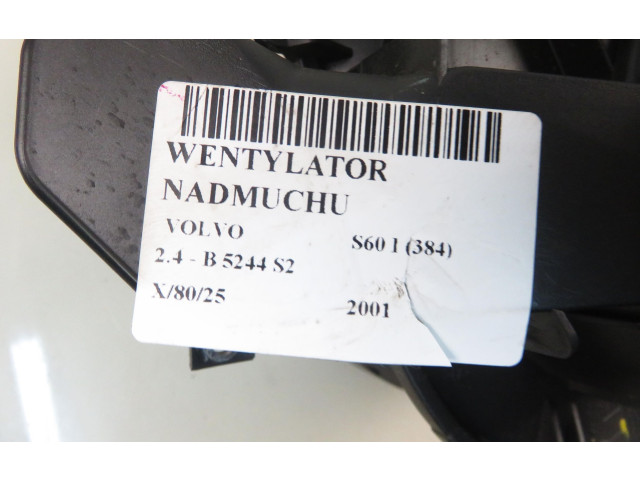 WENTYLATOR
NADMUCHU
VOLVO S60 I (384)
2.4 - B 5244 S2
X/80/25 2001